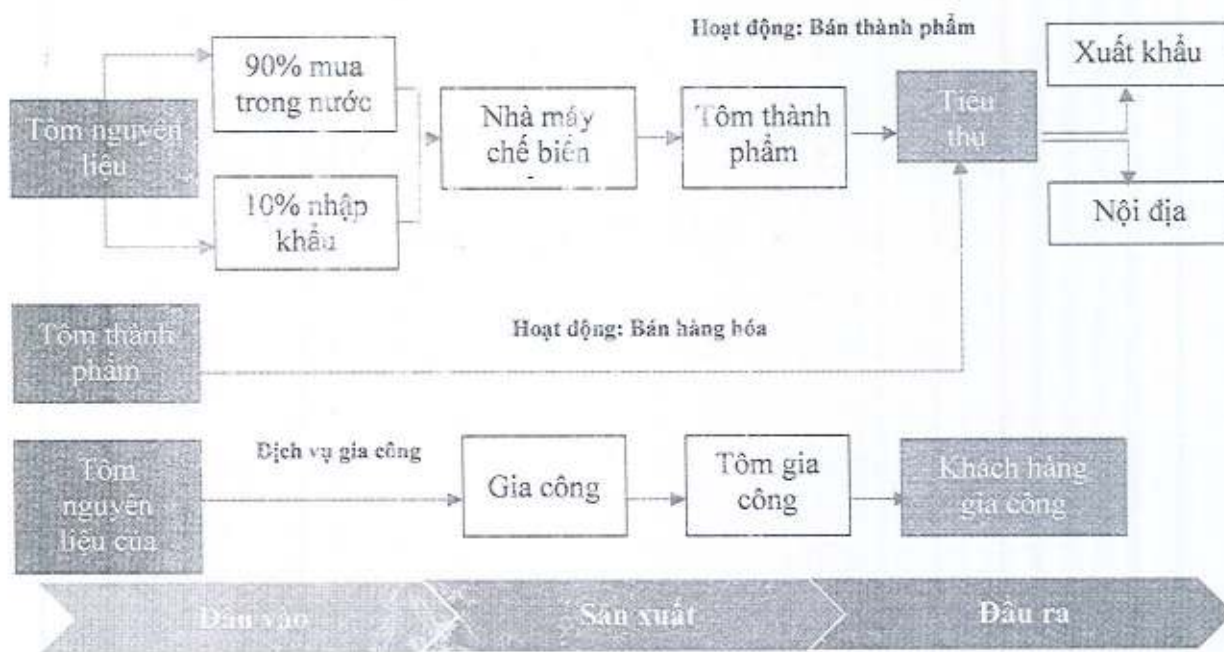 Hoạt động: Bán thành phẩm
Xuất khẩu
90% mua
trong nước
Tôm nguyên
liệu
Nhà máy
chế biến
Tôm thành
phẩm
Tiêu
thụ
10% nhập
khẩu
Nội địa
Tôm thành
phẩm
Hoạt động: Bán hàng hóa
Tôm
nguyên
liệu của
Dịch vụ gia công
Gia công
Tôm gia
công
Khách hàng
gia công
Đầu vào
Sản xuất
Đầu ra